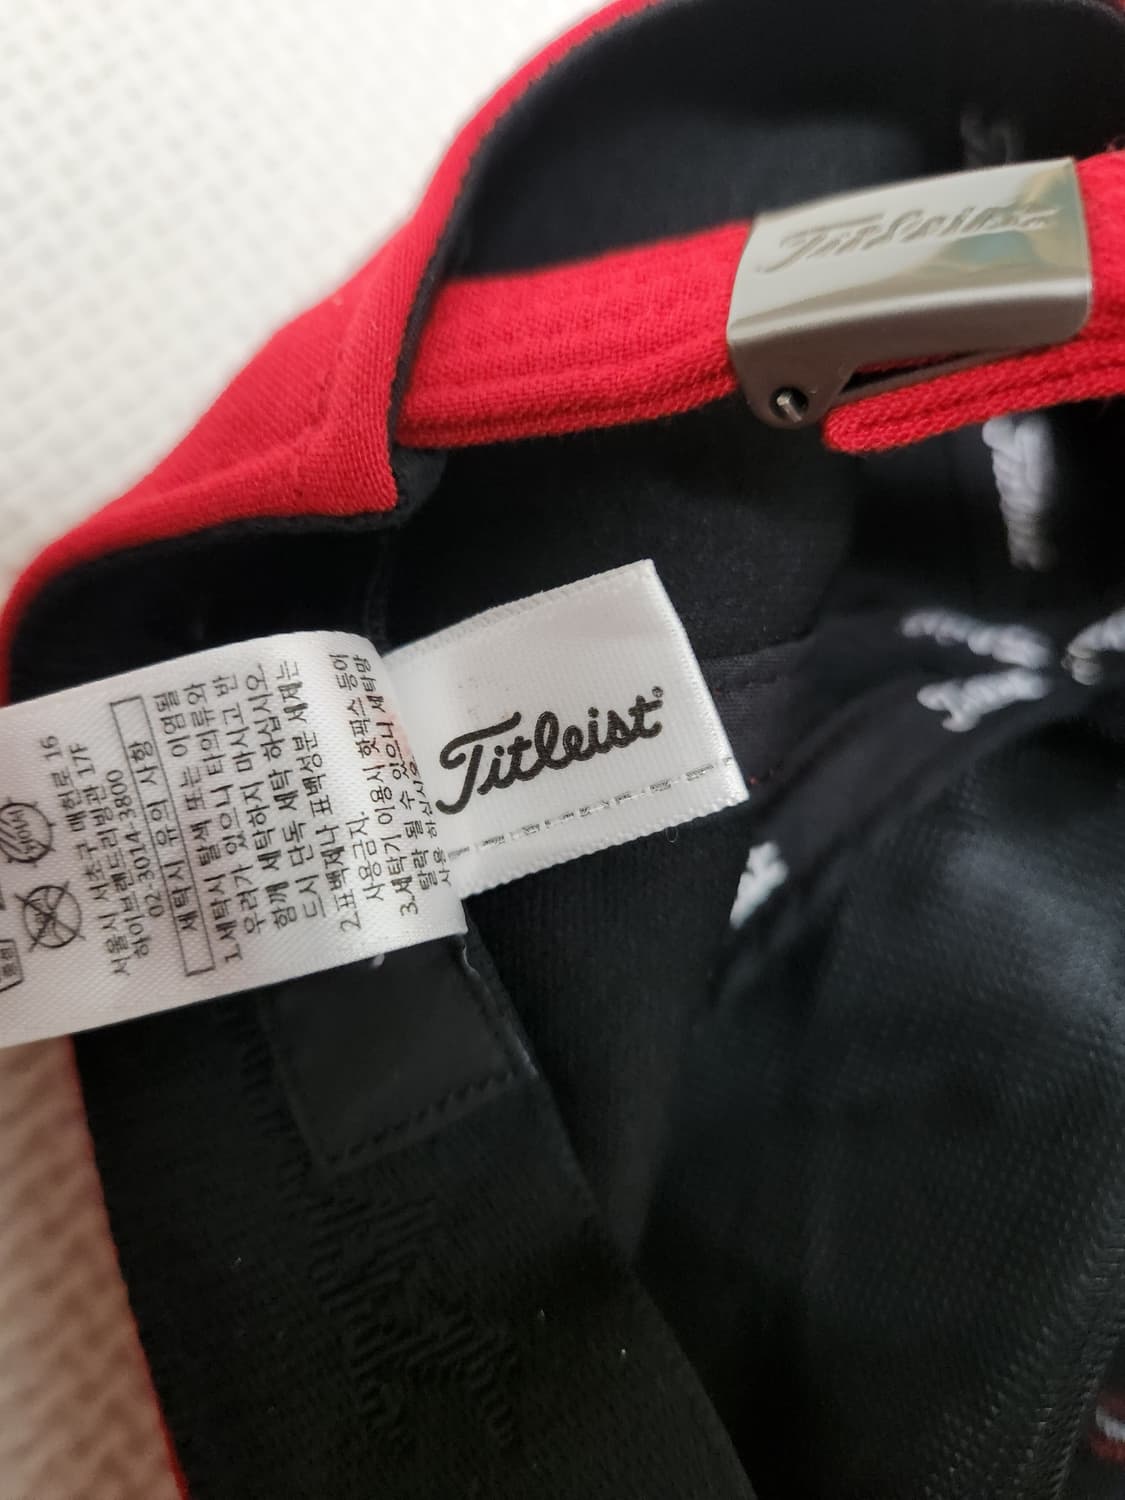 Titleist
Titleist
서울시 서초구 매헌로 16
하이브랜드리빙관 17F
02-3014-3800
세탁시 유의 사항
1.세탁시 탈색 또는 이염될
우려가 있으니 타의류와
함께 세탁하지 마시고 반
드시 단독 세탁 하십시오.
2.표백제나 표백성분 세제는
사용금지.
3.세탁기 이용시 핫픽스 등이
탈락 될 수 있으니 세탁망
사용 하십시오